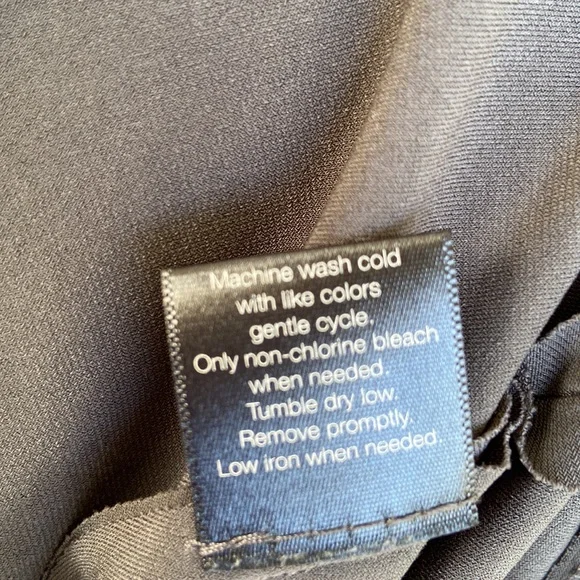 Machine wash cold
with like colors
gentle cycle.
Only non-chlorine bleach
when needed.
Tumble dry low.
Remove promptly.
Low iron when needed.